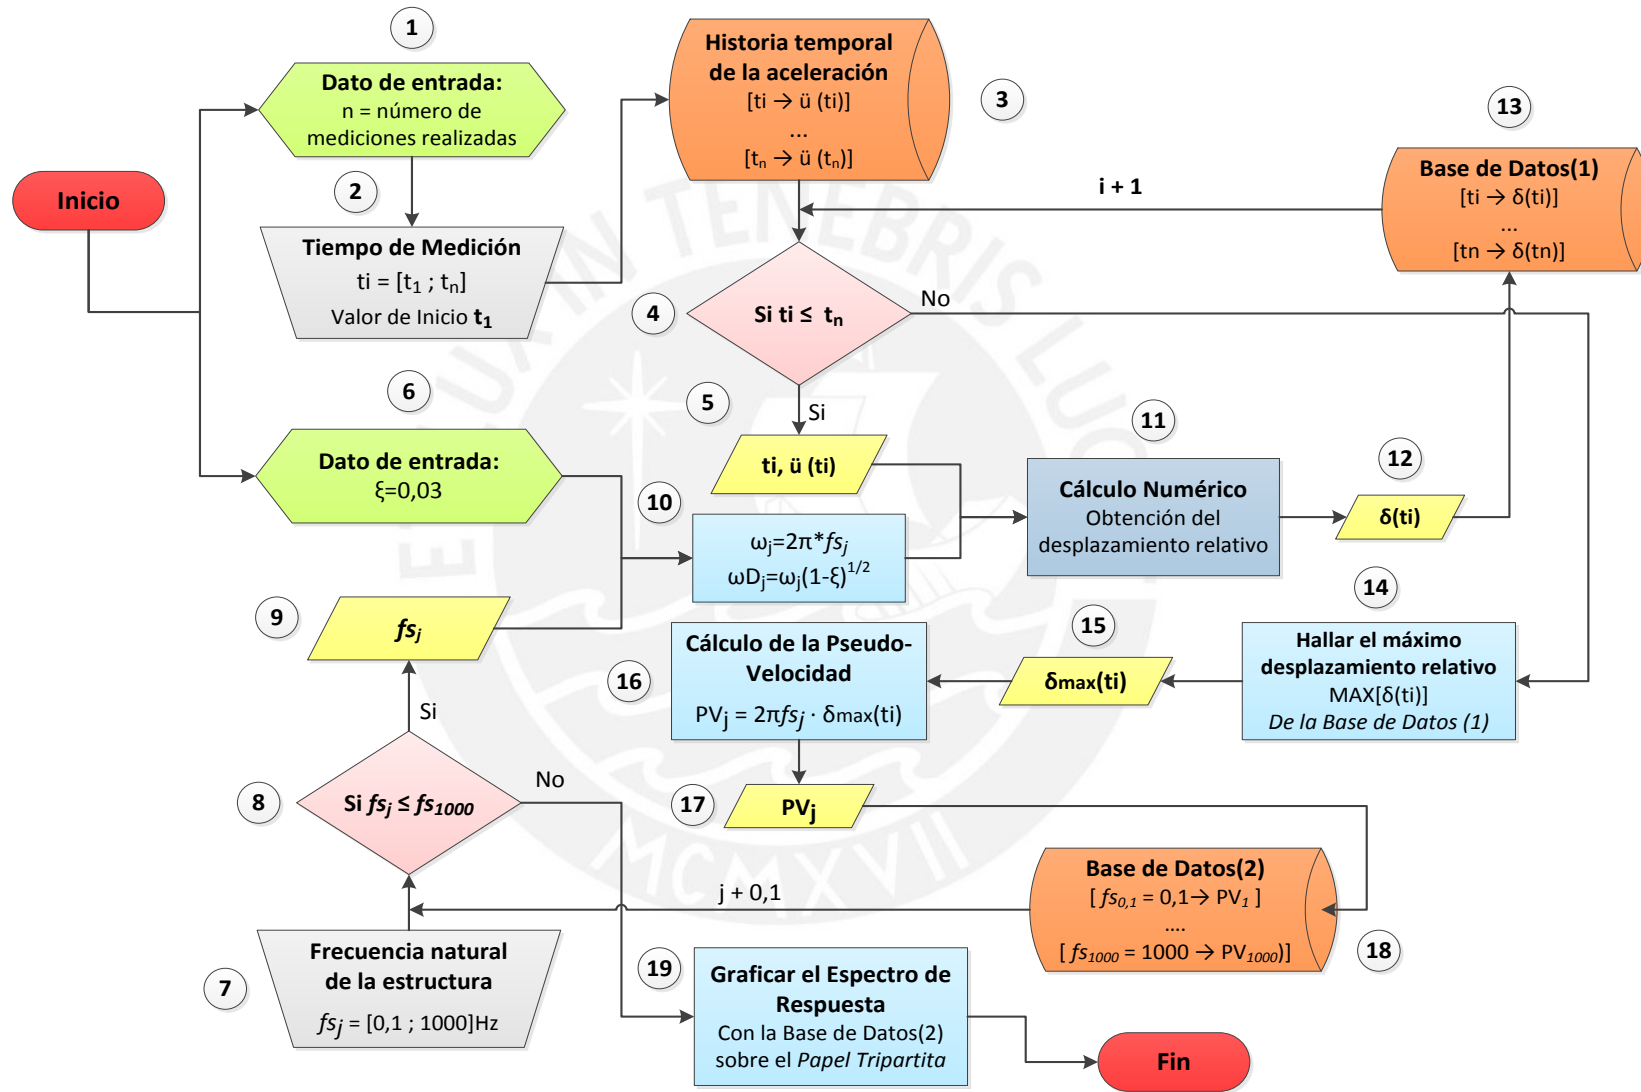 1
Dato de entrada:
n = número de
mediciones realizadas
Inicio
2
Tiempo de Medición
ti = [t1 ; tn]
Valor de Inicio t1
Historia temporal
de la aceleración
[ti → ü (ti)]
...
[tn → ü (tn)]
3
13
Base de Datos(1)
[ti → δ(ti)]
...
[tn → δ(tn)]
i + 1
4
Si ti ≤ tn
No
5
Si
ti, ü (ti)
6
Dato de entrada:
ξ=0,03
10
ωj=2π*fsj
ωDj=ωj(1-ξ)1/2
11
Cálculo Numérico
Obtención del
desplazamiento relativo
12
δ(ti)
9
fsj
Si
8
Si fsj ≤ fs1000
No
7
Frecuencia natural
de la estructura
fsj = [0,1 ; 1000]Hz
14
Hallar el máximo
desplazamiento relativo
MAX[δ(ti)]
De la Base de Datos (1)
15
δmax(ti)
16
Cálculo de la Pseudo-
Velocidad
PVj = 2πfsj · δmax(ti)
17
PVj
j + 0,1
Base de Datos(2)
[ fs0,1 = 0,1→ PV1 ]
....
[ fs1000 = 1000 → PV1000)]
18
19
Graficar el Espectro de
Respuesta
Con la Base de Datos(2)
sobre el Papel Tripartita
Fin
ET LUX IN TENEBRIS LUCET
MCMXVII